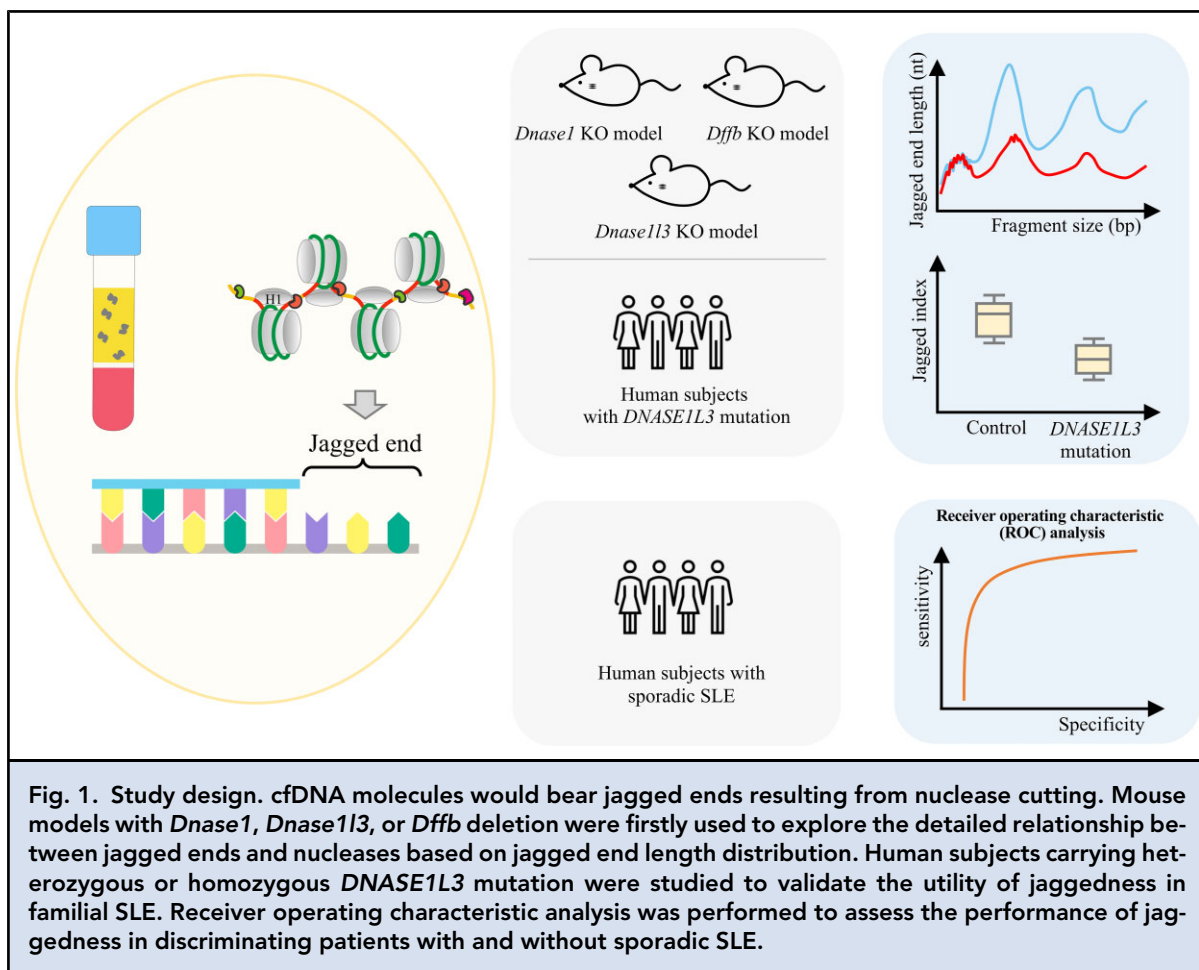 H1
Jagged end
Dnase1 KO model
Dffb KO model
Dnase1l3 KO model
Human subjects
with DNASE1L3 mutation
Human subjects with
sporadic SLE
Jagged end length (nt)
Fragment size (bp)
Jagged index
Control
DNASE1L3
mutation
Receiver operating characteristic
(ROC) analysis
sensitivity
Specificity
Fig. 1. Study design. cfDNA molecules would bear jagged ends resulting from nuclease cutting. Mouse
models with Dnase1, Dnase1l3, or Dffb deletion were firstly used to explore the detailed relationship be-
tween jagged ends and nucleases based on jagged end length distribution. Human subjects carrying het-
erozygous or homozygous DNASE1L3 mutation were studied to validate the utility of jaggedness in
familial SLE. Receiver operating characteristic analysis was performed to assess the performance of jag-
gedness in discriminating patients with and without sporadic SLE.